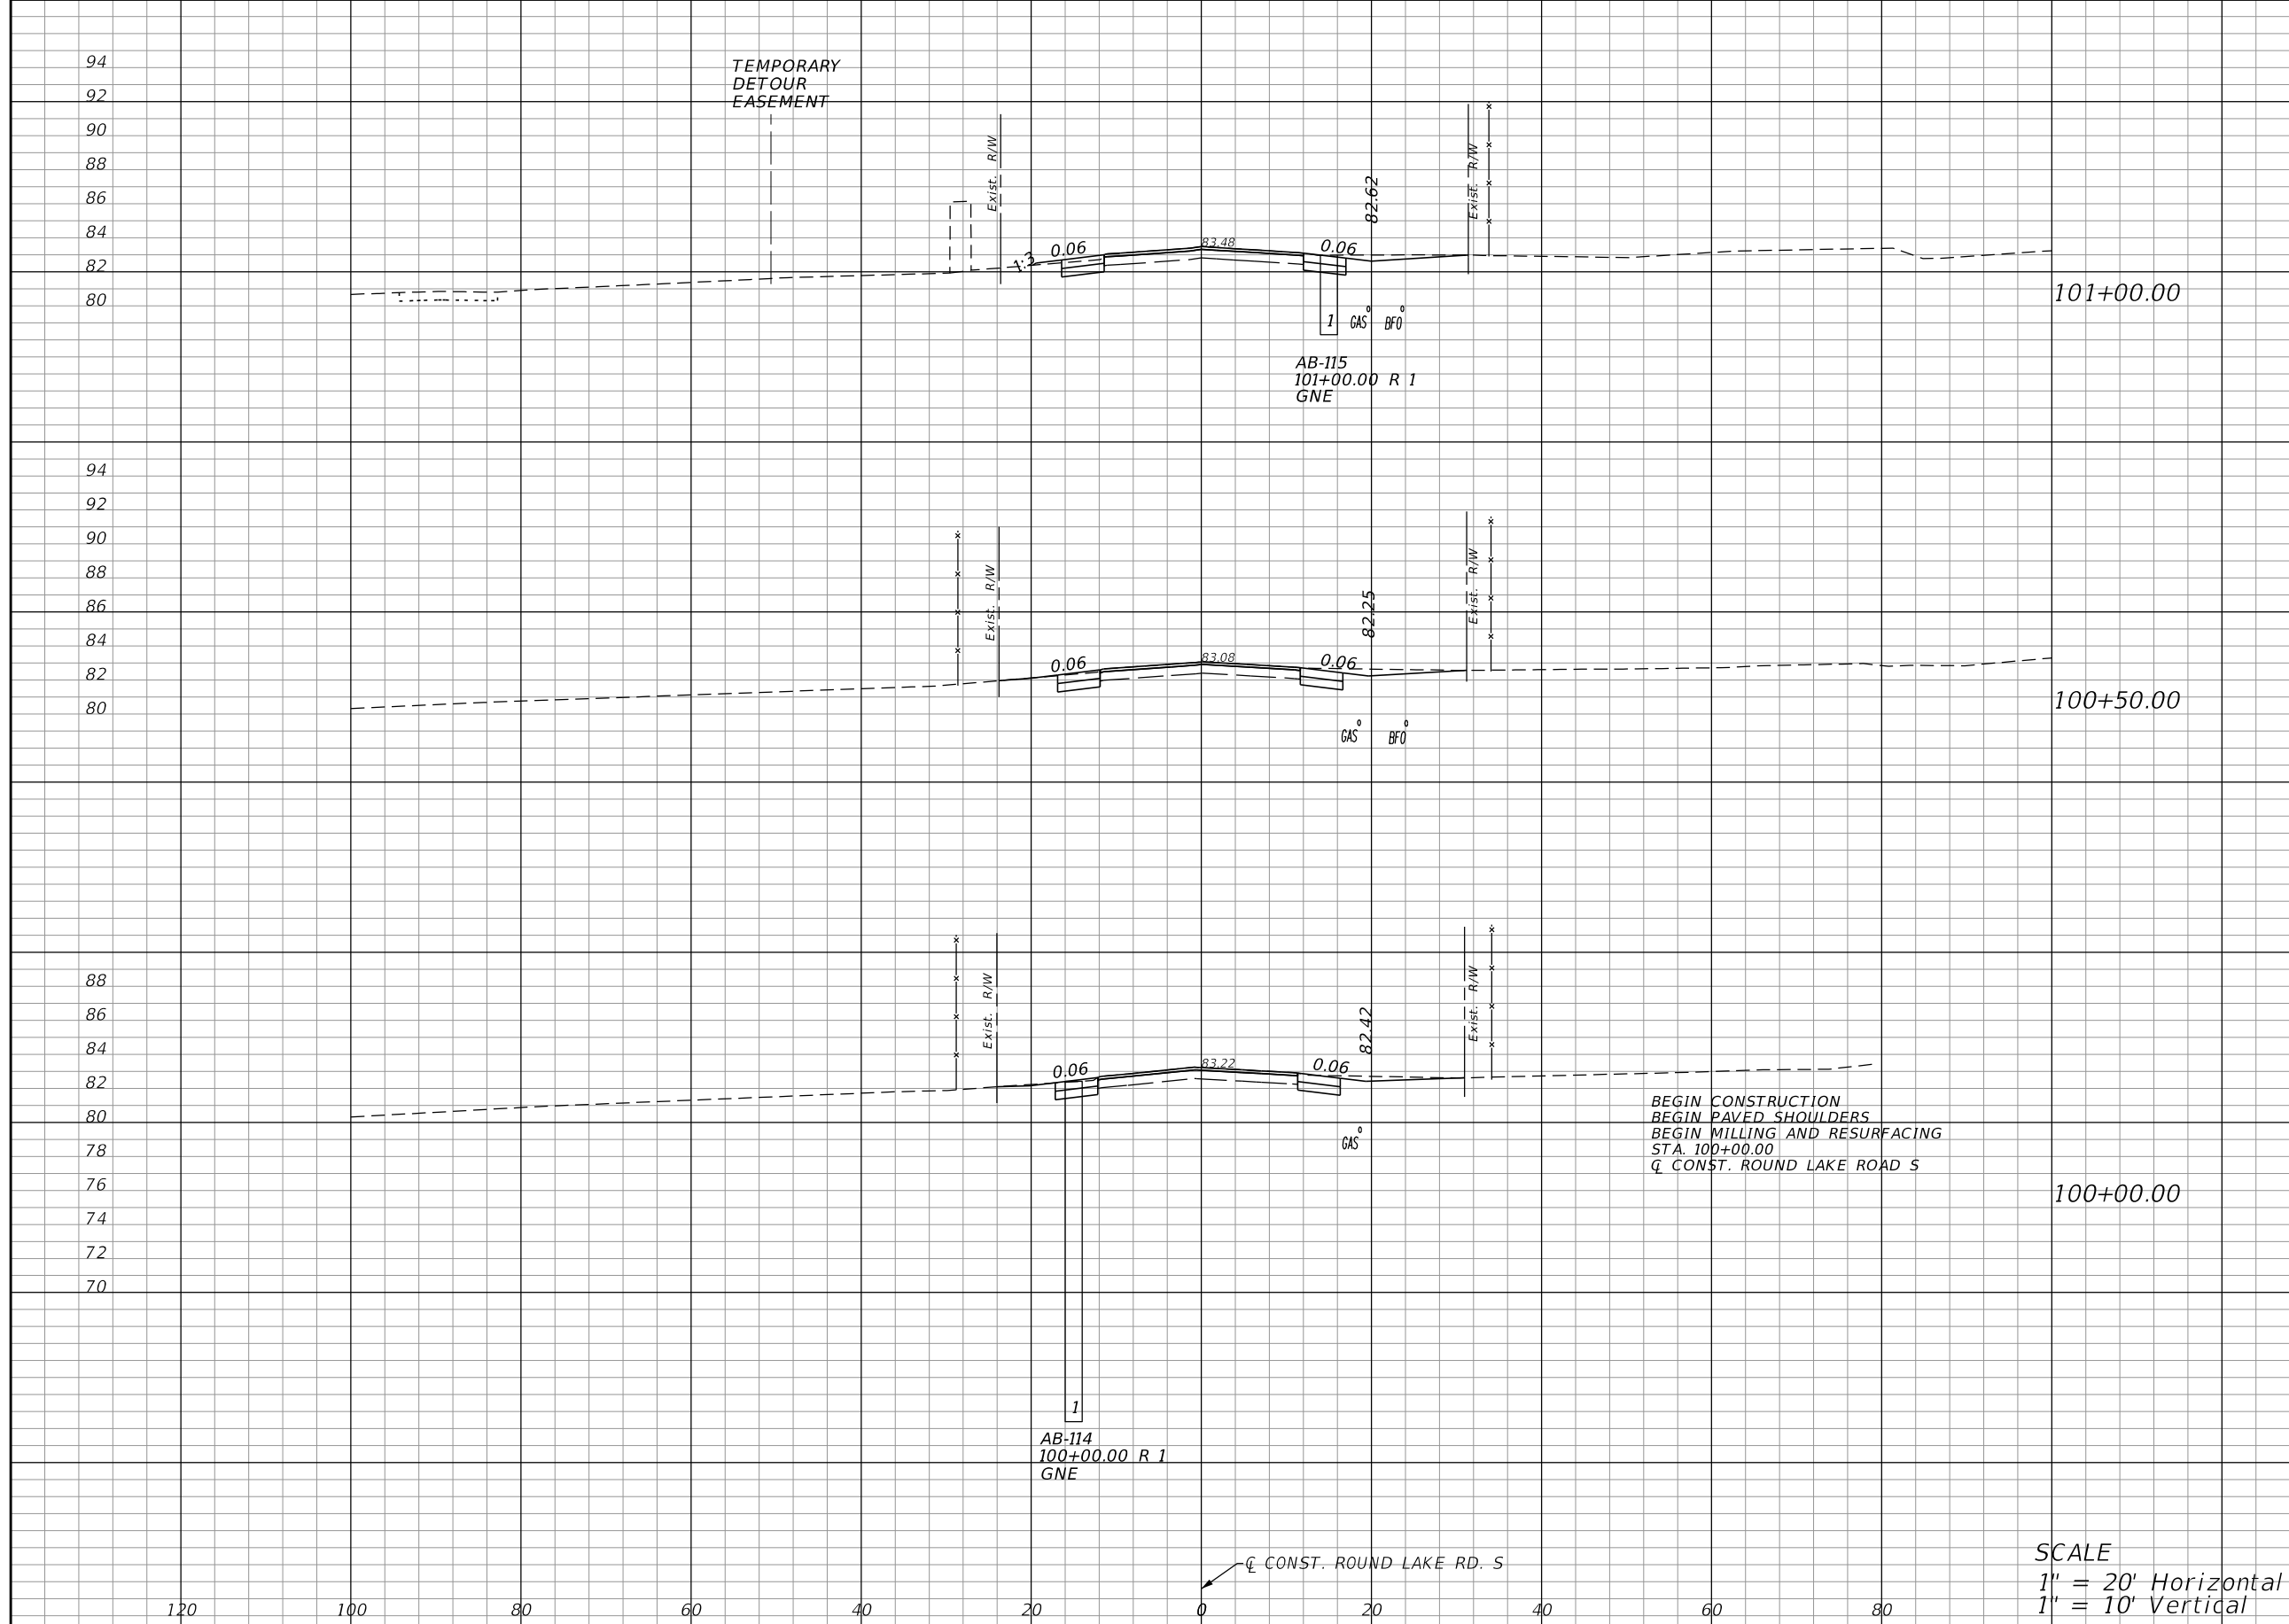 94
92
90
88
86
84
82
80
TEMPORARY
DETOUR
EASEMENT
Exist. R/W
1:3
0.06
83.48
0.06
82.62
Exist. R/W
1
GAS
BFO
AB-115
101+00.00 R 1
GNE
101+00.00
94
92
90
88
86
84
82
80
Exist. R/W
0.06
83.08
0.06
82.25
Exist. R/W
GAS
BFO
100+50.00
88
86
84
82
80
78
76
74
72
70
Exist. R/W
0.06
83.22
0.06
82.42
Exist. R/W
GAS
BEGIN CONSTRUCTION
BEGIN PAVED SHOULDERS
BEGIN MILLING AND RESURFACING
STA. 100+00.00
℄ CONST. ROUND LAKE ROAD S
100+00.00
1
AB-114
100+00.00 R 1
GNE
℄ CONST. ROUND LAKE RD. S
SCALE
1" = 20' Horizontal
1" = 10' Vertical
120 100 80 60 40 20 0 20 40 60 80